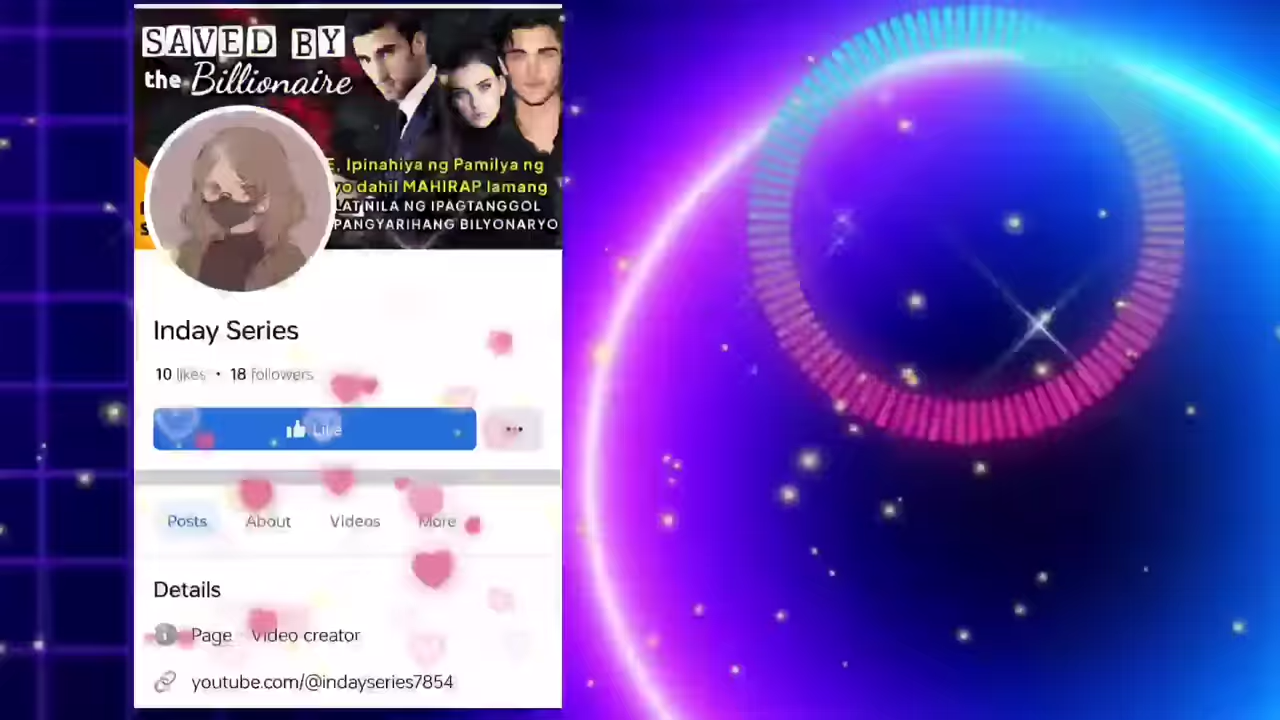 SAVED BY
the Billionaire
E, Ipinahiya ng Pamilya ng
yo dahil MAHIRAP lamang
LAT NILA NG IPAGTANGGOL
PANGYARIHANG BILYONARYO
Inday Series
10 likes • 18 followers
Like
Posts About Videos More
Details
Page Video creator
youtube.com/@indayseries7854